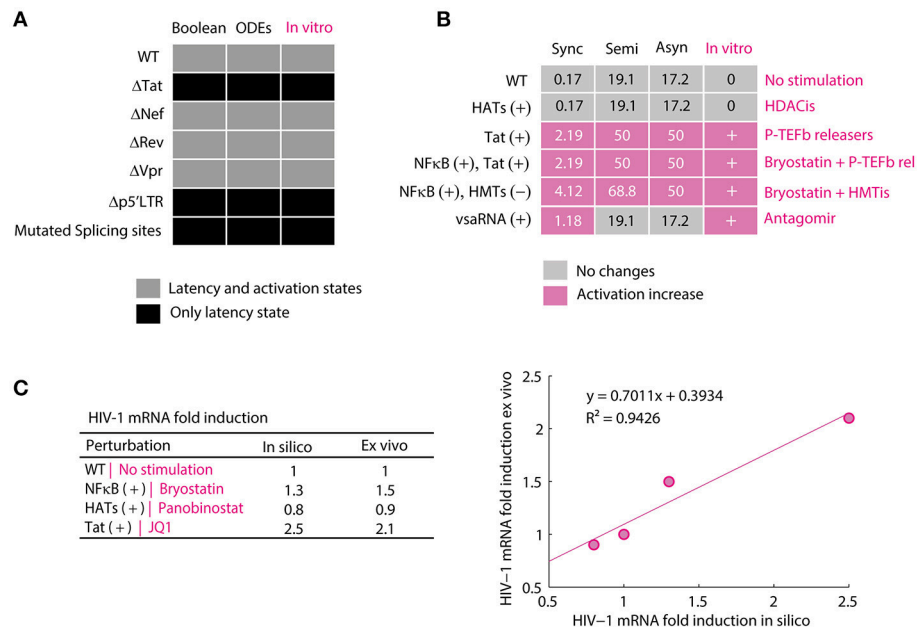 A
Boolean ODEs In vitro
WT
ΔTat
ΔNef
ΔRev
ΔVpr
Δp5'LTR
Mutated Splicing sites
Latency and activation states
Only latency state
B
Sync Semi Asyn In vitro
WT 0.17 19.1 17.2 0 No stimulation
HATs (+) 0.17 19.1 17.2 0 HDACis
Tat (+) 2.19 50 50 + P-TEFb releasers
NFκB (+), Tat (+) 2.19 50 50 + Bryostatin + P-TEFb rel
NFκB (+), HMTs (−) 4.12 68.8 50 + Bryostatin + HMTis
vsaRNA (+) 1.18 19.1 17.2 + Antagomir
No changes
Activation increase
C
HIV-1 mRNA fold induction
Perturbation In silico Ex vivo
WT | No stimulation 1 1
NFκB (+) | Bryostatin 1.3 1.5
HATs (+) | Panobinostat 0.8 0.9
Tat (+) | JQ1 2.5 2.1
HIV−1 mRNA fold induction ex vivo
2.5
2
1.5
1
0.5
y = 0.7011x + 0.3934
R² = 0.9426
0.5 1 1.5 2 2.5
HIV−1 mRNA fold induction in silico